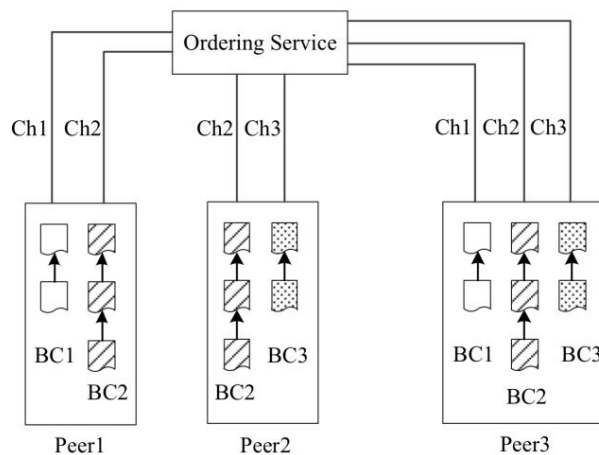 Ordering Service
Ch1 Ch2 Ch2 Ch3 Ch1 Ch2 Ch3
BC1 BC3 BC1 BC3
BC2 BC2 BC2
Peer1 Peer2 Peer3